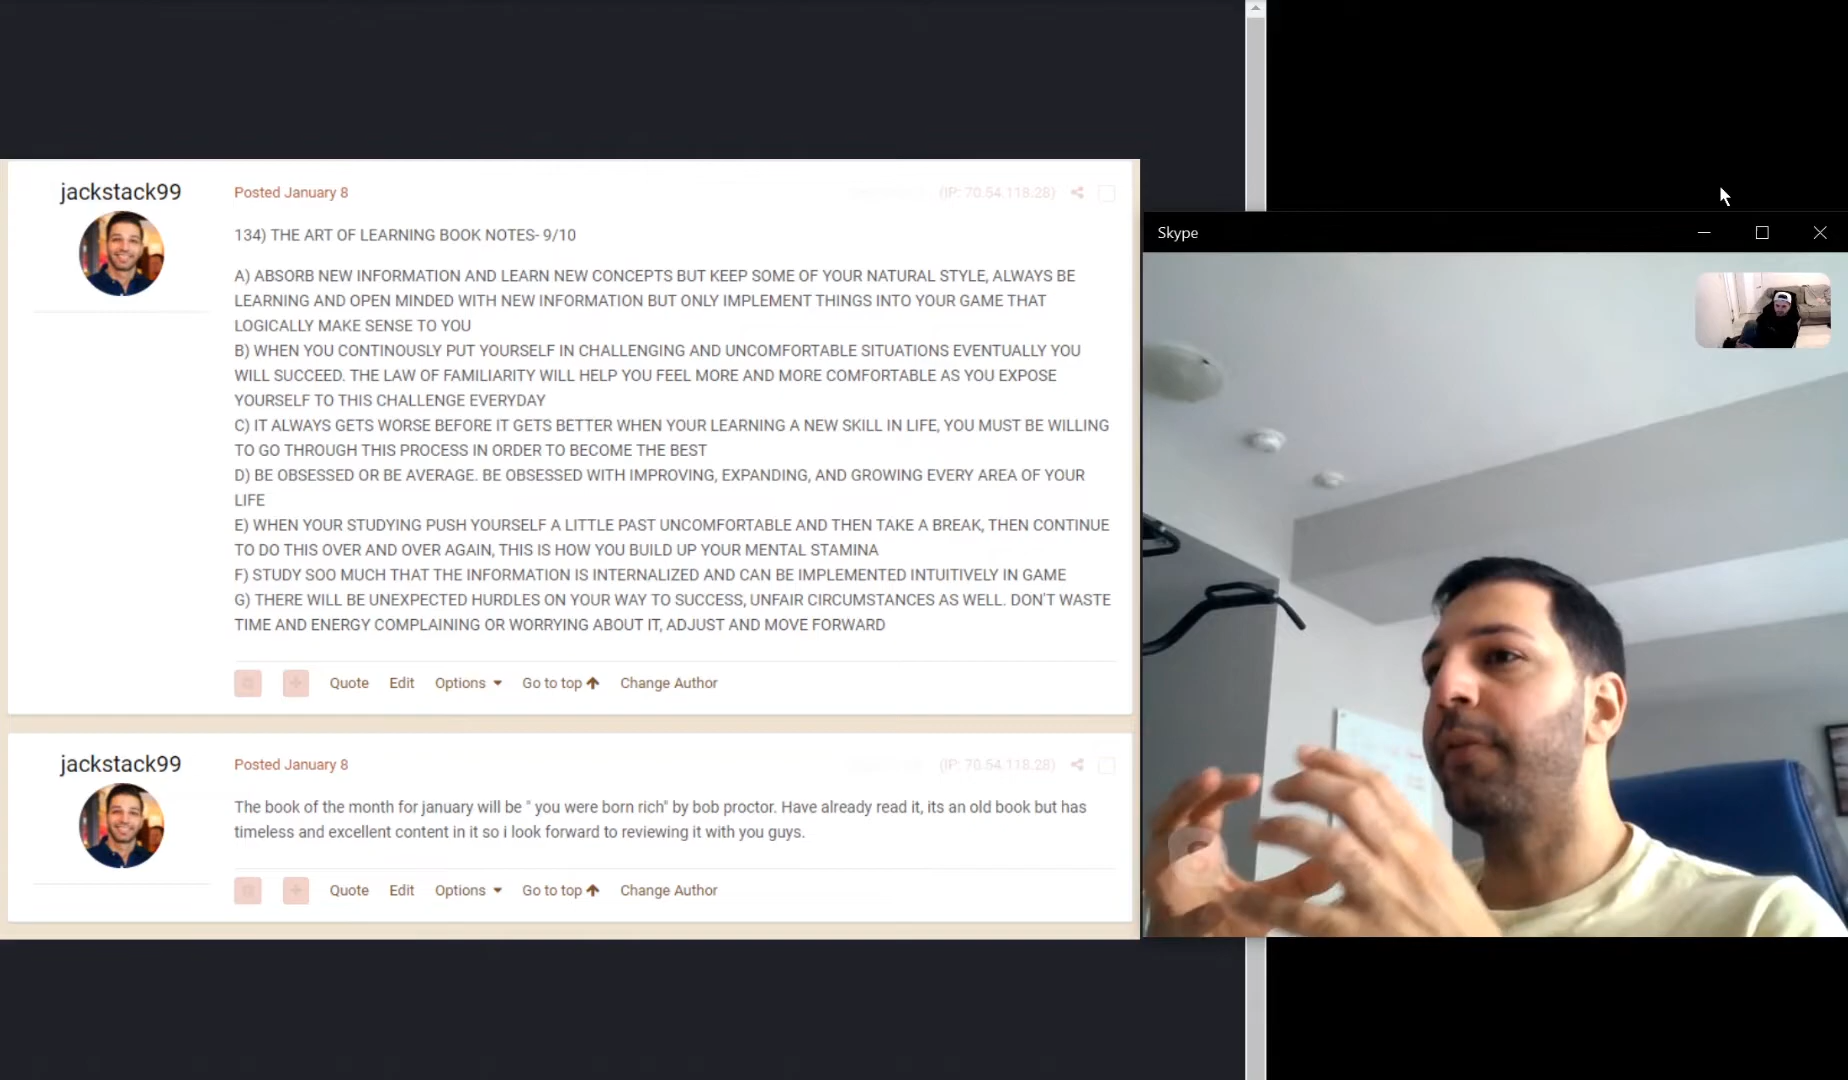 jackstack99
Posted January 8
(IP: 70.54.118.28)
134) THE ART OF LEARNING BOOK NOTES- 9/10
A) ABSORB NEW INFORMATION AND LEARN NEW CONCEPTS BUT KEEP SOME OF YOUR NATURAL STYLE, ALWAYS BE
LEARNING AND OPEN MINDED WITH NEW INFORMATION BUT ONLY IMPLEMENT THINGS INTO YOUR GAME THAT
LOGICALLY MAKE SENSE TO YOU
B) WHEN YOU CONTINOUSLY PUT YOURSELF IN CHALLENGING AND UNCOMFORTABLE SITUATIONS EVENTUALLY YOU
WILL SUCCEED. THE LAW OF FAMILIARITY WILL HELP YOU FEEL MORE AND MORE COMFORTABLE AS YOU EXPOSE
YOURSELF TO THIS CHALLENGE EVERYDAY
C) IT ALWAYS GETS WORSE BEFORE IT GETS BETTER WHEN YOUR LEARNING A NEW SKILL IN LIFE, YOU MUST BE WILLING
TO GO THROUGH THIS PROCESS IN ORDER TO BECOME THE BEST
D) BE OBSESSED OR BE AVERAGE. BE OBSESSED WITH IMPROVING, EXPANDING, AND GROWING EVERY AREA OF YOUR
LIFE
E) WHEN YOUR STUDYING PUSH YOURSELF A LITTLE PAST UNCOMFORTABLE AND THEN TAKE A BREAK, THEN CONTINUE
TO DO THIS OVER AND OVER AGAIN, THIS IS HOW YOU BUILD UP YOUR MENTAL STAMINA
F) STUDY SOO MUCH THAT THE INFORMATION IS INTERNALIZED AND CAN BE IMPLEMENTED INTUITIVELY IN GAME
G) THERE WILL BE UNEXPECTED HURDLES ON YOUR WAY TO SUCCESS, UNFAIR CIRCUMSTANCES AS WELL. DON'T WASTE
TIME AND ENERGY COMPLAINING OR WORRYING ABOUT IT, ADJUST AND MOVE FORWARD
Quote Edit Options Go to top Change Author
jackstack99
Posted January 8
(IP: 70.54.118.28)
The book of the month for january will be " you were born rich" by bob proctor. Have already read it, its an old book but has
timeless and excellent content in it so i look forward to reviewing it with you guys.
Quote Edit Options Go to top Change Author
Skype